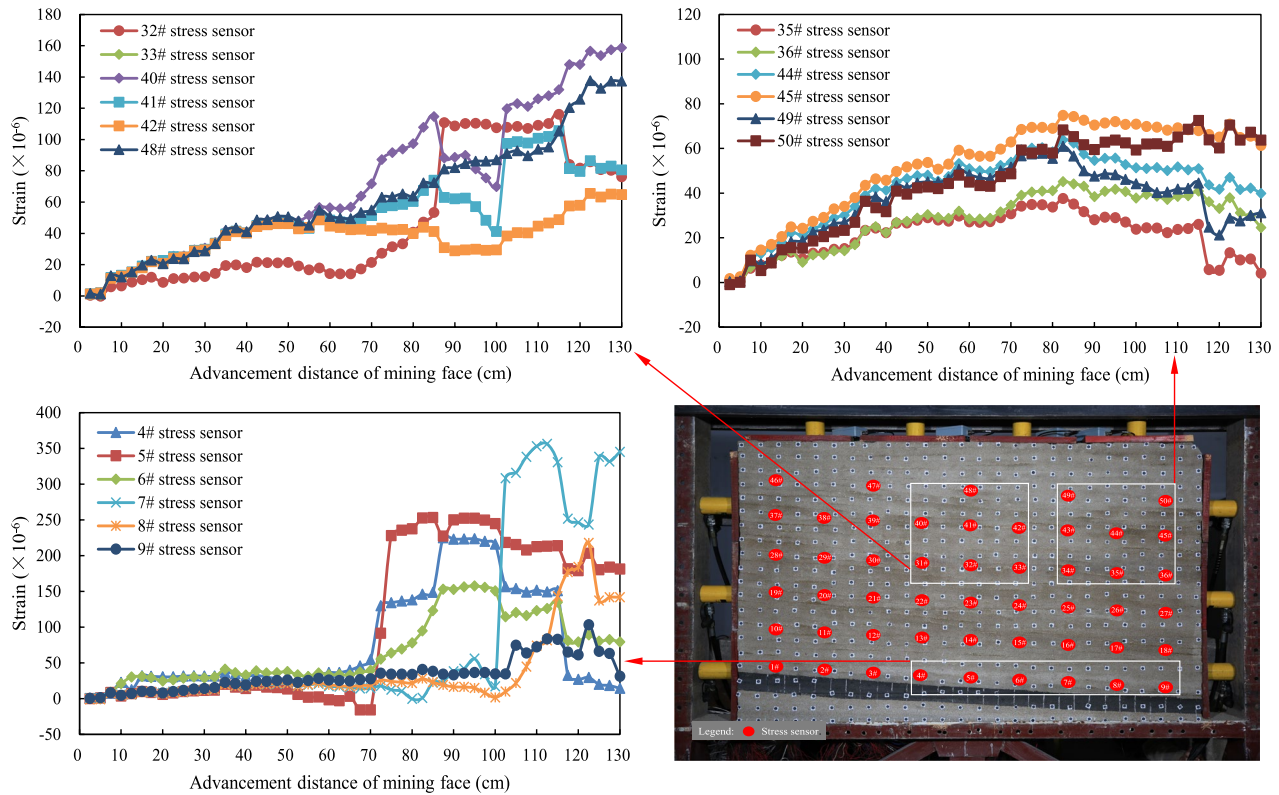 180
160
140
120
100
80
60
40
20
0
-20
Strain (×10-6)
32# stress sensor
33# stress sensor
40# stress sensor
41# stress sensor
42# stress sensor
48# stress sensor
0 10 20 30 40 50 60 70 80 90 100 110 120 130
Advancement distance of mining face (cm)
120
100
80
60
40
20
0
-20
Strain (×10-6)
35# stress sensor
36# stress sensor
44# stress sensor
45# stress sensor
49# stress sensor
50# stress sensor
0 10 20 30 40 50 60 70 80 90 100 110 120 130
Advancement distance of mining face (cm)
400
350
300
250
200
150
100
50
0
-50
Strain (×10-6)
4# stress sensor
5# stress sensor
6# stress sensor
7# stress sensor
8# stress sensor
9# stress sensor
0 10 20 30 40 50 60 70 80 90 100 110 120 130
Advancement distance of mining face (cm)
46# 47# 48# 49# 50#
37# 38# 39# 40# 41# 42# 43# 44# 45#
28# 29# 30# 31# 32# 33# 34# 35# 36#
19# 20# 21# 22# 23# 24# 25# 26# 27#
10# 11# 12# 13# 14# 15# 16# 17# 18#
1# 2# 3# 4# 5# 6# 7# 8# 9#
Legend: Stress sensor